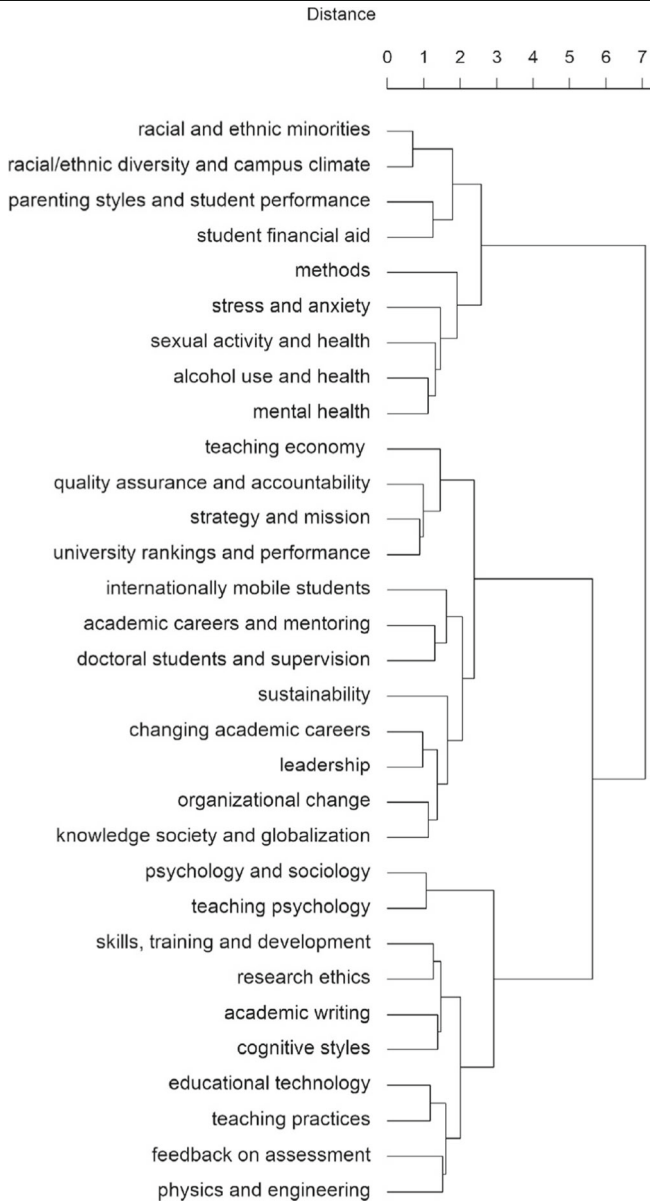 Distance
0 1 2 3 4 5 6 7
racial and ethnic minorities
racial/ethnic diversity and campus climate
parenting styles and student performance
student financial aid
methods
stress and anxiety
sexual activity and health
alcohol use and health
mental health
teaching economy
quality assurance and accountability
strategy and mission
university rankings and performance
internationally mobile students
academic careers and mentoring
doctoral students and supervision
sustainability
changing academic careers
leadership
organizational change
knowledge society and globalization
psychology and sociology
teaching psychology
skills, training and development
research ethics
academic writing
cognitive styles
educational technology
teaching practices
feedback on assessment
physics and engineering